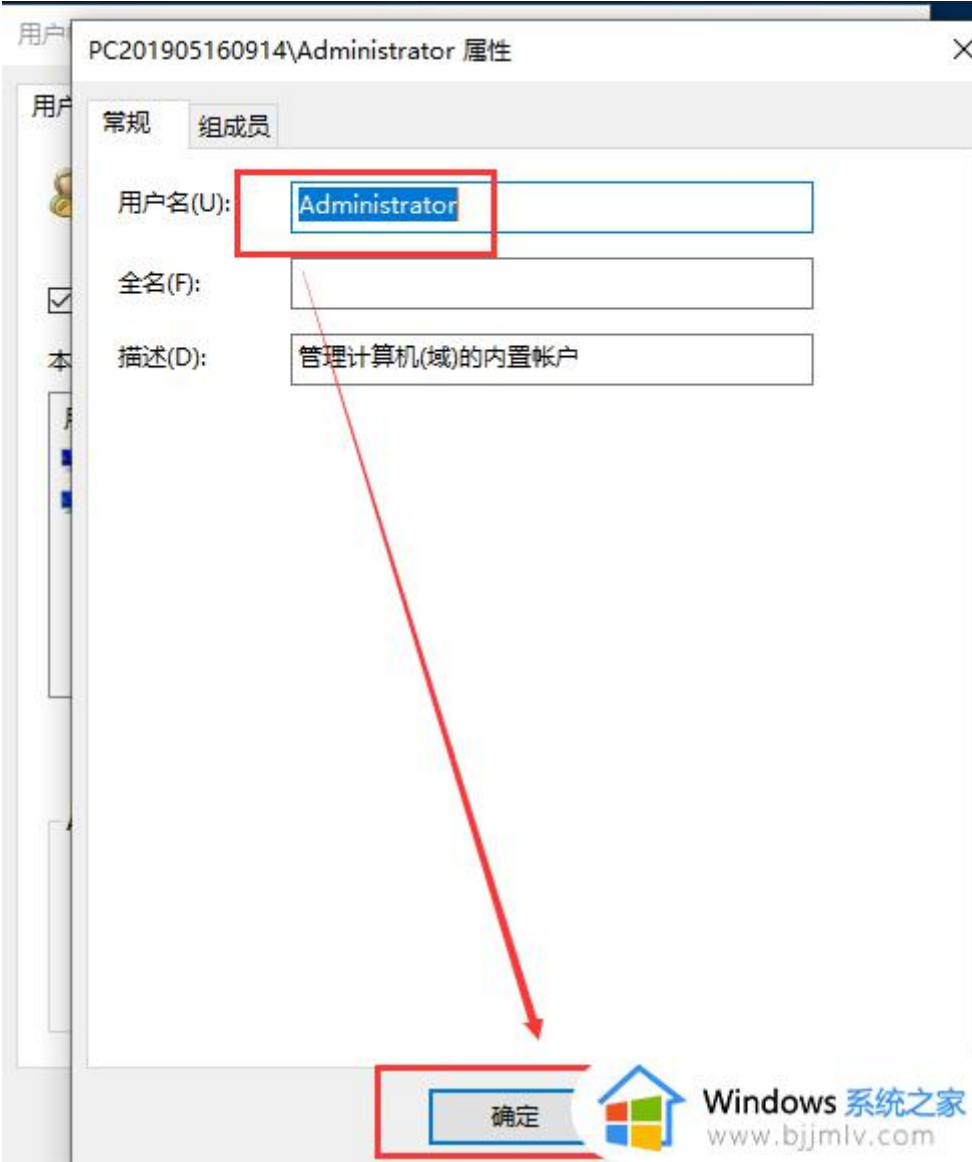 用户
PC201905160914\Administrator 属性
用户
常规
组成员
用户名(U):
Administrator
全名(F):
描述(D):
管理计算机(域)的内置帐户
本
确定
Windows 系统之家
www.bjjmlv.com